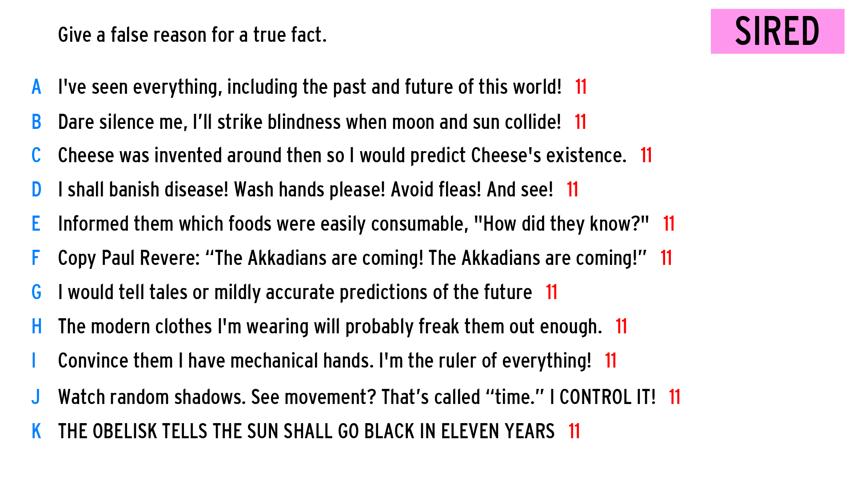 Give a false reason for a true fact.
SIRED
A I've seen everything, including the past and future of this world! 11
B Dare silence me, I’ll strike blindness when moon and sun collide! 11
C Cheese was invented around then so I would predict Cheese's existence. 11
D I shall banish disease! Wash hands please! Avoid fleas! And see! 11
E Informed them which foods were easily consumable, "How did they know?" 11
F Copy Paul Revere: “The Akkadians are coming! The Akkadians are coming!” 11
G I would tell tales or mildly accurate predictions of the future 11
H The modern clothes I'm wearing will probably freak them out enough. 11
I Convince them I have mechanical hands. I'm the ruler of everything! 11
J Watch random shadows. See movement? That’s called “time.” I CONTROL IT! 11
K THE OBELISK TELLS THE SUN SHALL GO BLACK IN ELEVEN YEARS 11